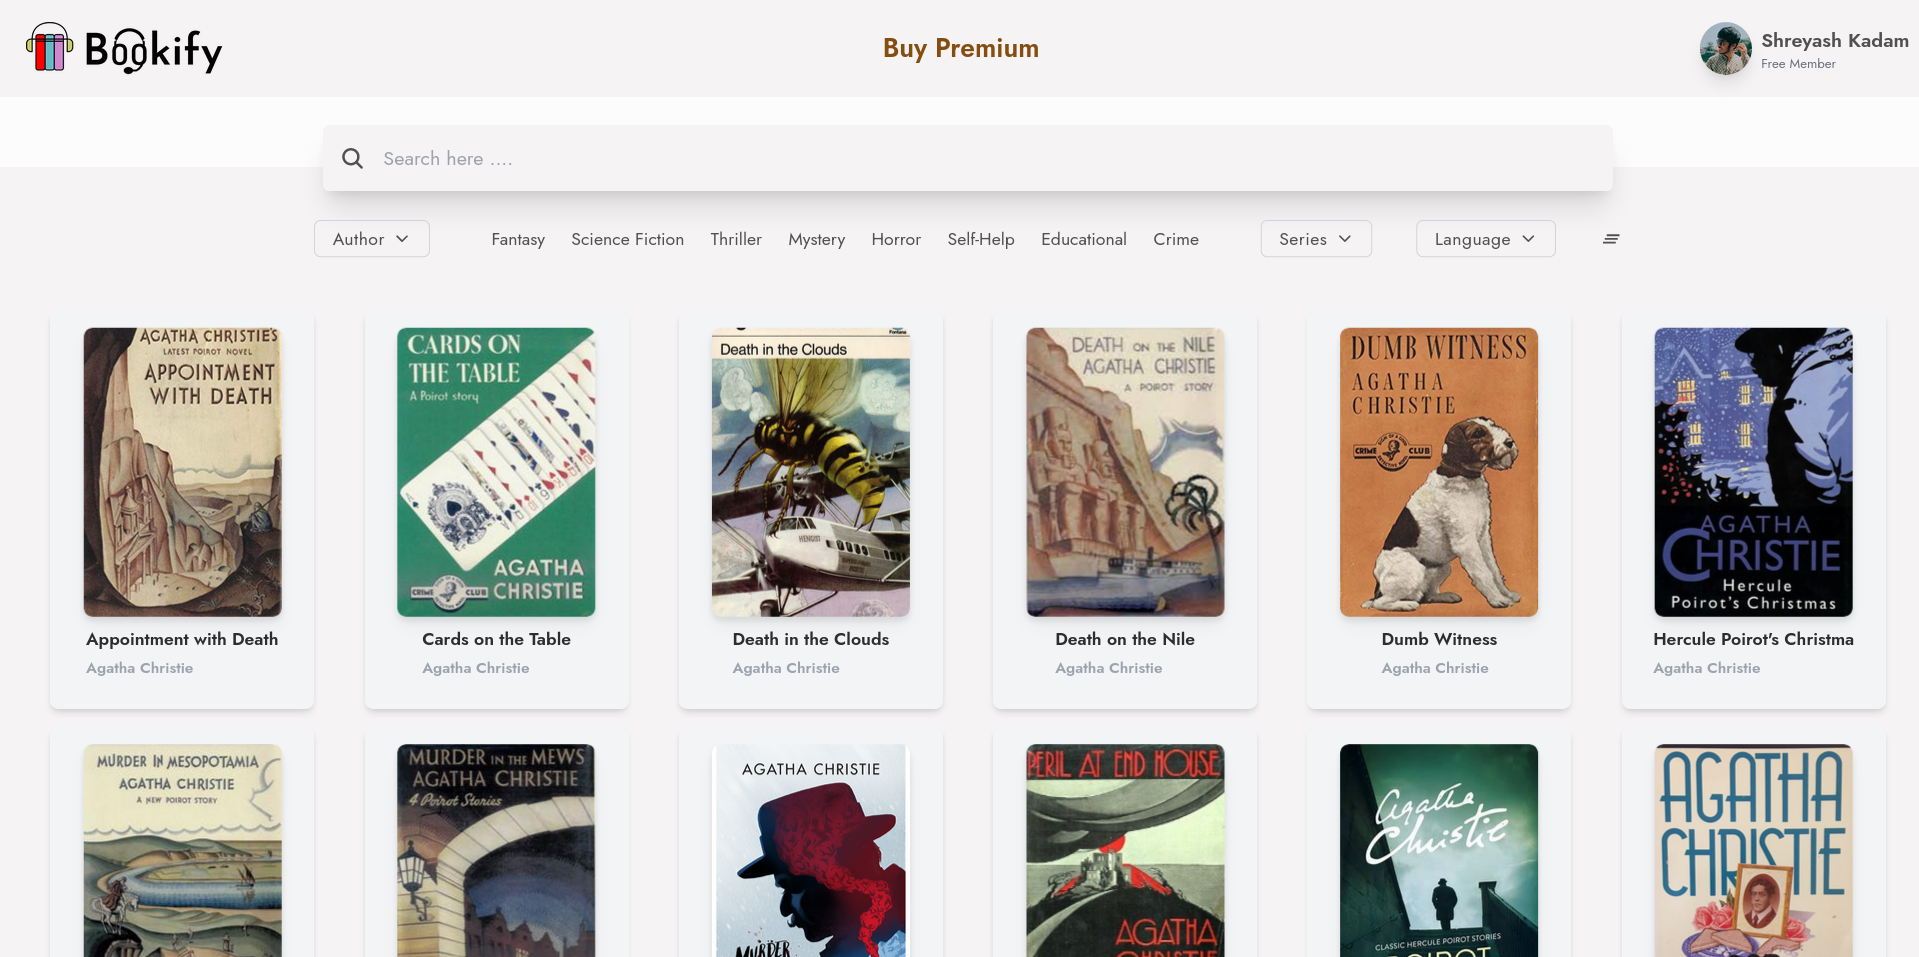 Bookify
Buy Premium
Shreyash Kadam
Free Member
Search here ....
Author
Fantasy
Science Fiction
Thriller
Mystery
Horror
Self-Help
Educational
Crime
Series
Language
AGATHA CHRISTIE'S
LATEST POIROT NOVEL
APPOINTMENT
WITH DEATH
Appointment with Death
Agatha Christie
CARDS ON
THE TABLE
A Poirot story
CRIME CLUB
AGATHA
CHRISTIE
Cards on the Table
Agatha Christie
Fontana
Death in the Clouds
HENGIST
Death in the Clouds
Agatha Christie
DEATH ON THE NILE
AGATHA CHRISTIE
A POIROT STORY
Death on the Nile
Agatha Christie
DUMB WITNESS
AGATHA
CHRISTIE
CRIME CLUB
Dumb Witness
Agatha Christie
AGATHA
CHRISTIE
Hercule
Poirot's Christmas
Hercule Poirot's Christma
Agatha Christie
MURDER IN MESOPOTAMIA
AGATHA CHRISTIE
A NEW POIROT STORY
MURDER IN THE MEWS
AGATHA CHRISTIE
4 Poirot Stories
AGATHA CHRISTIE
MURDER
PERIL AT END HOUSE
AGATHA
CHRISTIE
Agatha
Christie
CLASSIC HERCULE POIROT STORIES
POIROT
AGATHA
CHRISTIE